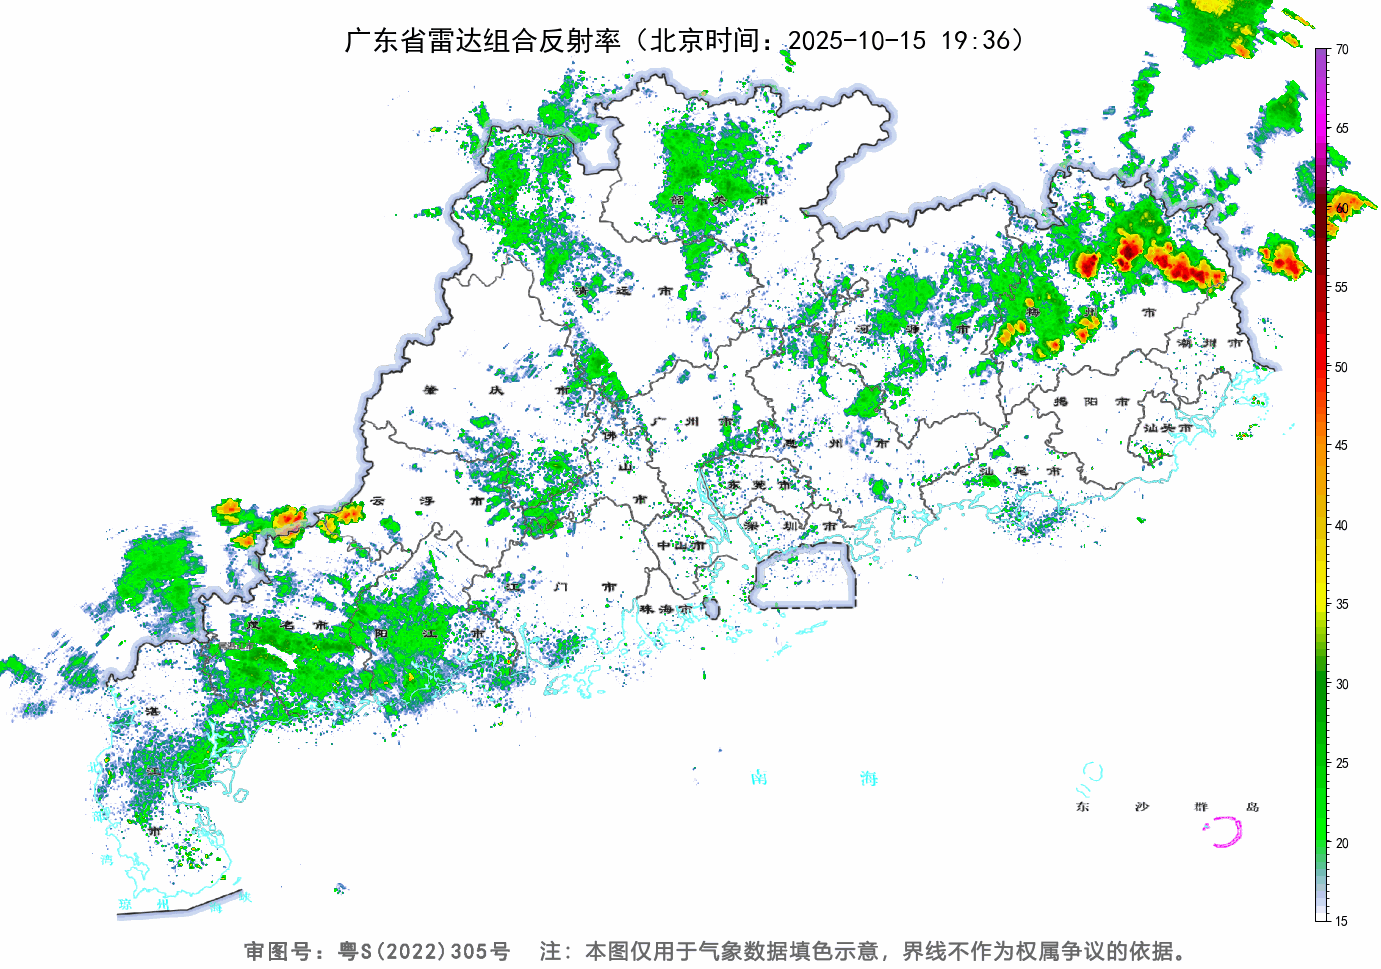 广东省雷达组合反射率（北京时间：2025-10-15 19:36）
70
65
60
55
50
45
40
35
30
25
20
15
韶 关 市
清 远 市
河 源 市
梅 州 市
潮 州 市
肇 庆 市
广 州 市
佛 山 市
惠 州 市
揭 阳 市
汕头市
汕 尾 市
云 浮 市
东 莞 市
深 圳 市
中山市
江 门 市
珠海市
茂 名 市
阳 江 市
湛 江 市
北 部 湾
琼 州 海 峡
南 海
东 沙 群 岛
审图号：粤S(2022)305号 注：本图仅用于气象数据填色示意，界线不作为权属争议的依据。